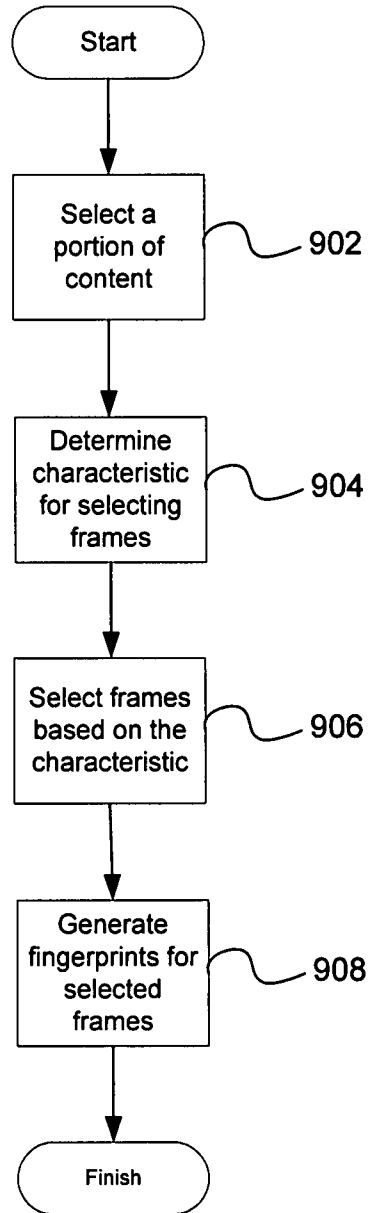 Start
Select a
portion of
content
902
Determine
characteristic
for selecting
frames
904
Select frames
based on the
characteristic
906
Generate
fingerprints for
selected
frames
908
Finish